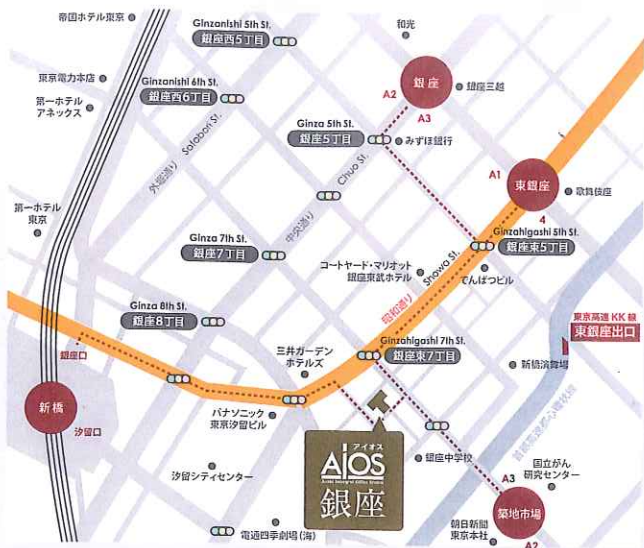 帝国ホテル東京
Ginzanishi 5th St.
銀座西5丁目
和光
東京電力本店
Ginzanishi 6th St.
銀座西6丁目
銀座
銀座三越
A2
A3
第一ホテル
アネックス
Ginza 5th St.
銀座5丁目
みずほ銀行
外堀通り
Sotobori St.
中央通り
Chuo St.
A1
東銀座
歌舞伎座
4
第一ホテル
東京
Ginza 7th St.
銀座7丁目
Ginzahigashi 5th St.
銀座東5丁目
コートヤード・マリオット
銀座東武ホテル
でんぱつビル
昭和通り
Showa St.
Ginza 8th St.
銀座8丁目
東京高速 KK 線
東銀座出口
Ginzahigashi 7th St.
銀座東7丁目
銀座口
三井ガーデン
ホテルズ
新橋演舞場
新橋
汐留口
パナソニック
東京汐留ビル
首都高速都心環状線
アイオス
AIOS
銀座
銀座中学校
汐留シティセンター
A3
国立がん
研究センター
築地市場
電通四季劇場(海)
朝日新聞
東京本社
A2